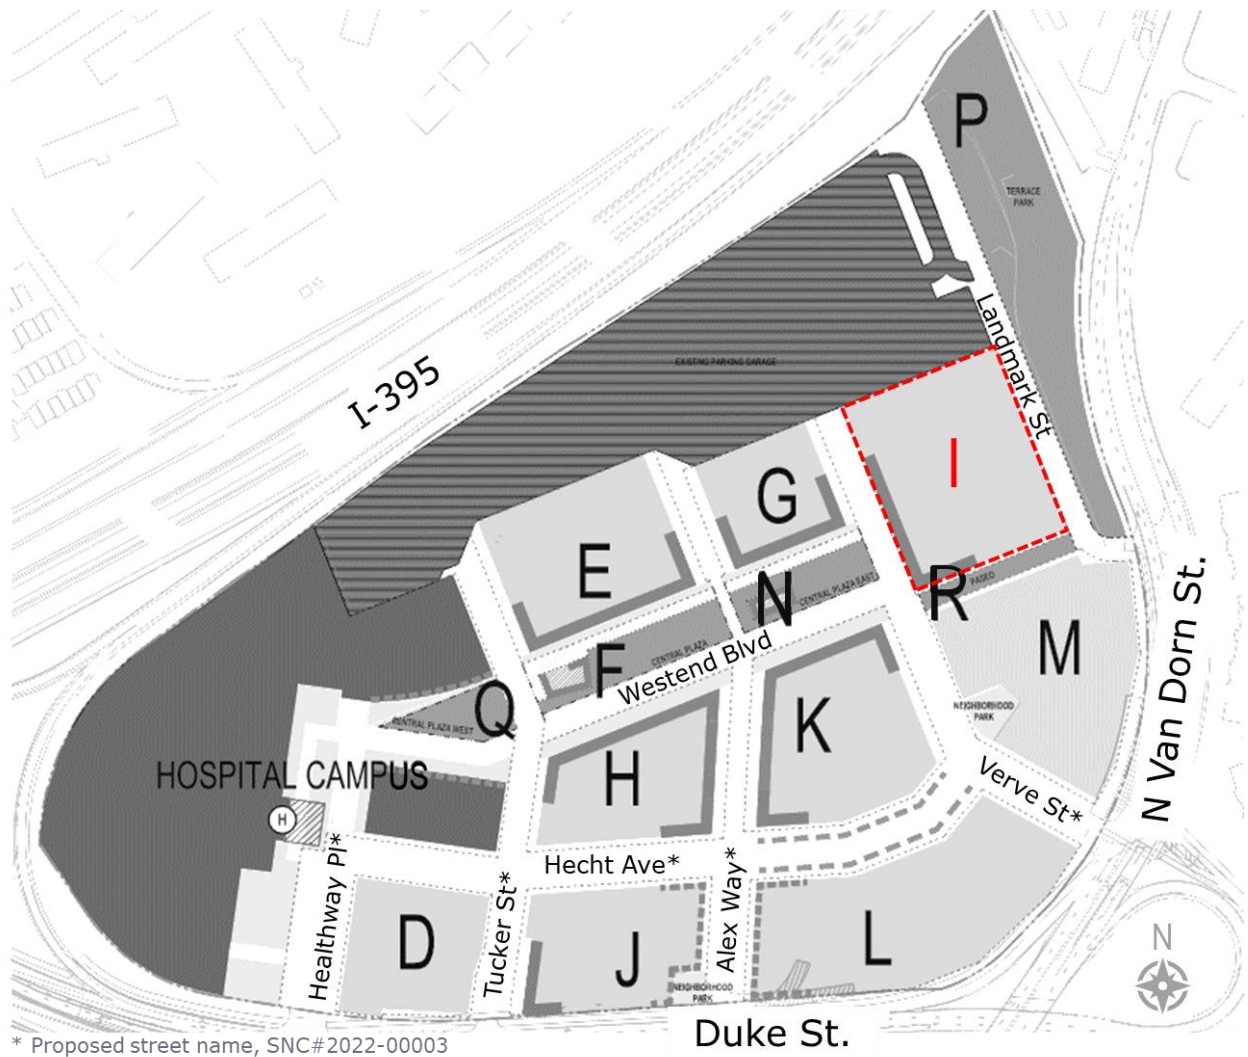 P
TERRACE
PARK
Landmark St
EXISTING PARKING GARAGE
I-395
I
G
E
N
CENTRAL PLAZA EAST
R
PASEO
M
F
CENTRAL PLAZA
Westend Blvd
Q
CENTRAL PLAZA WEST
K
NEIGHBORHOOD
PARK
N Van Dorn St.
H
HOSPITAL CAMPUS
H
Verve St*
Healthway Pl*
Hecht Ave*
Tucker St*
Alex Way*
D
J
L
NEIGHBORHOOD
PARK
N
Duke St.
* Proposed street name, SNC#2022-00003